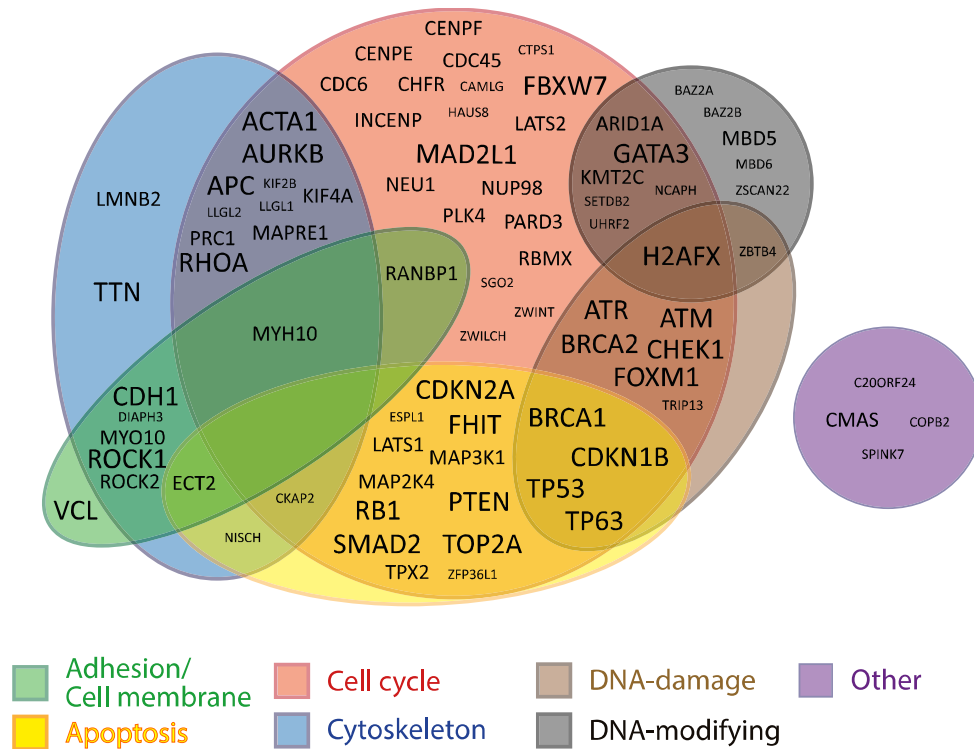 CENPF
CENPE
CTPS1
CDC45
CDC6
CHFR
CAMLG
FBXW7
BAZ2A
HAUS8
BAZ2B
ACTA1
INCENP
LATS2
ARID1A
MBD5
AURKB
MAD2L1
GATA3
MBD6
APC
KIF2B
KIF4A
NEU1
NUP98
KMT2C
NCAPH
ZSCAN22
LMNB2
LLGL2
LLGL1
SETDB2
PLK4
PARD3
UHRF2
PRC1
MAPRE1
RHOA
RANBP1
RBMX
H2AFX
ZBTB4
TTN
SGO2
ZWINT
ATR
ATM
MYH10
ZWILCH
BRCA2
CHEK1
FOXM1
C20ORF24
CDH1
CDKN2A
TRIP13
DIAPH3
ESPL1
FHIT
BRCA1
CMAS
COPB2
MYO10
LATS1
ROCK1
MAP3K1
CDKN1B
SPINK7
ROCK2
ECT2
MAP2K4
TP53
CKAP2
VCL
RB1
PTEN
TP63
NISCH
SMAD2
TOP2A
TPX2
ZFP36L1
Adhesion/
Cell membrane
Cell cycle
DNA-damage
Other
Apoptosis
Cytoskeleton
DNA-modifying